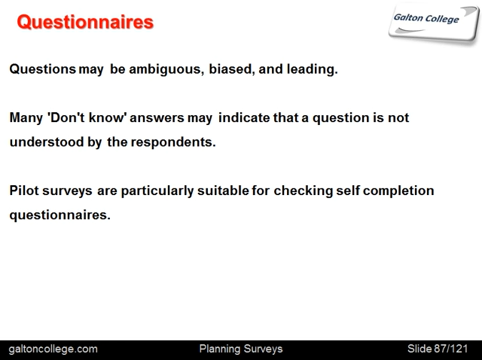 Questionnaires
Galton College
Questions may be ambiguous, biased, and leading.
Many 'Don't know' answers may indicate that a question is not
understood by the respondents.
Pilot surveys are particularly suitable for checking self completion
questionnaires.
galtoncollege.com
Planning Surveys
Slide 87/121